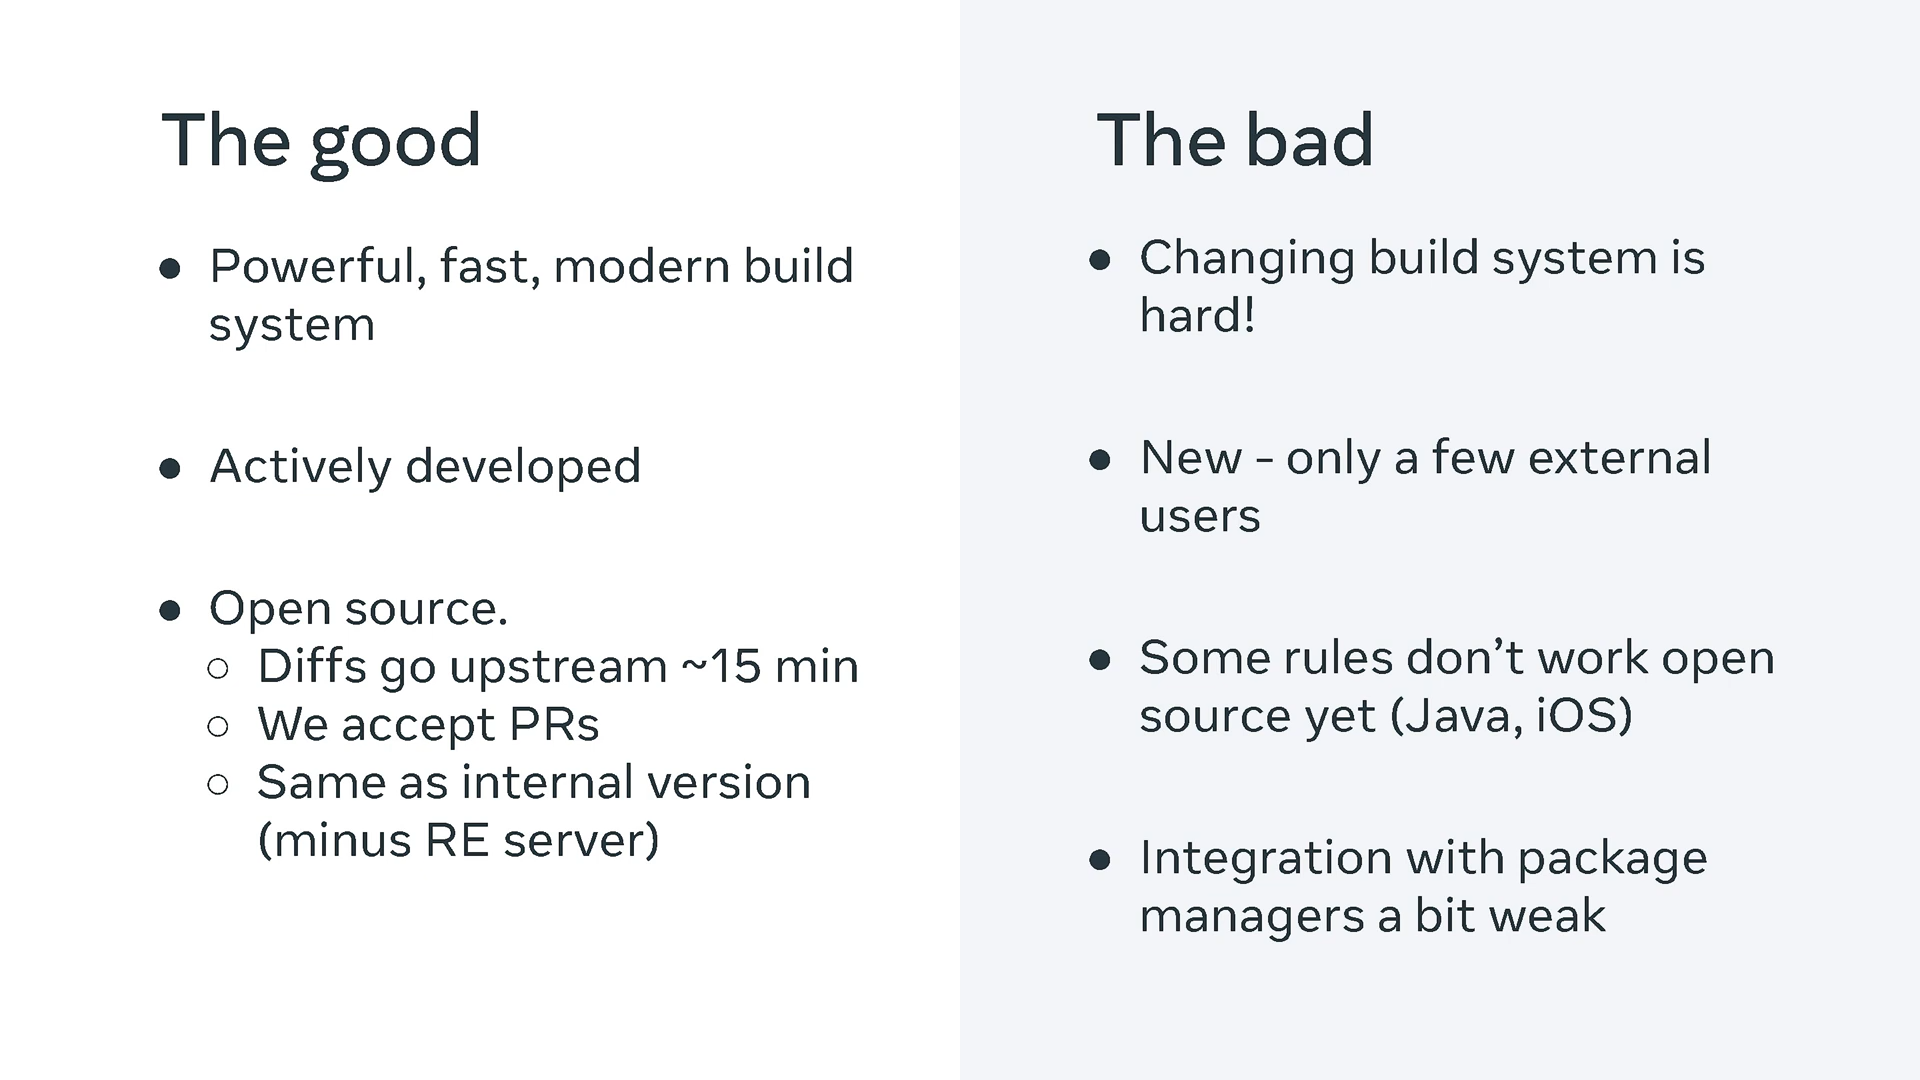 The good
● Powerful, fast, modern build
system
● Actively developed
● Open source.
○ Diffs go upstream ~15 min
○ We accept PRs
○ Same as internal version
(minus RE server)
The bad
● Changing build system is
hard!
● New - only a few external
users
● Some rules don’t work open
source yet (Java, iOS)
● Integration with package
managers a bit weak